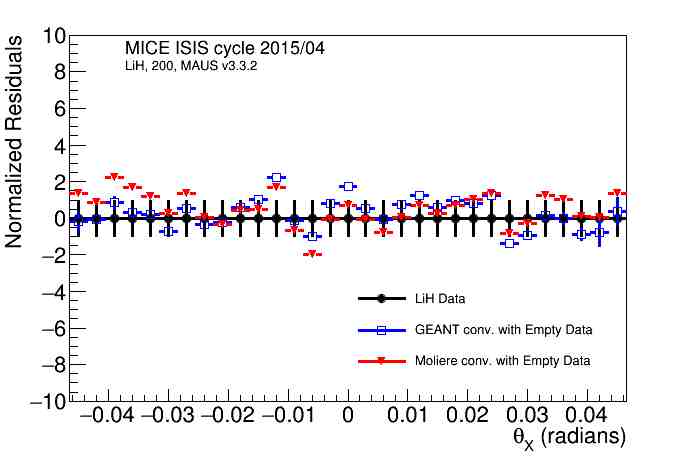 MICE ISIS cycle 2015/04
LiH, 200, MAUS v3.3.2
Normalized Residuals
10
8
6
4
2
0
−2
−4
−6
−8
−10
LiH Data
GEANT conv. with Empty Data
Moliere conv. with Empty Data
−0.04 −0.03 −0.02 −0.01 0 0.01 0.02 0.03 0.04
θX (radians)